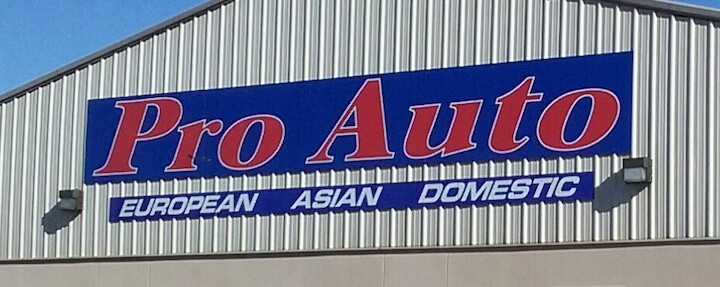 Pro Auto
EUROPEAN ASIAN DOMESTIC